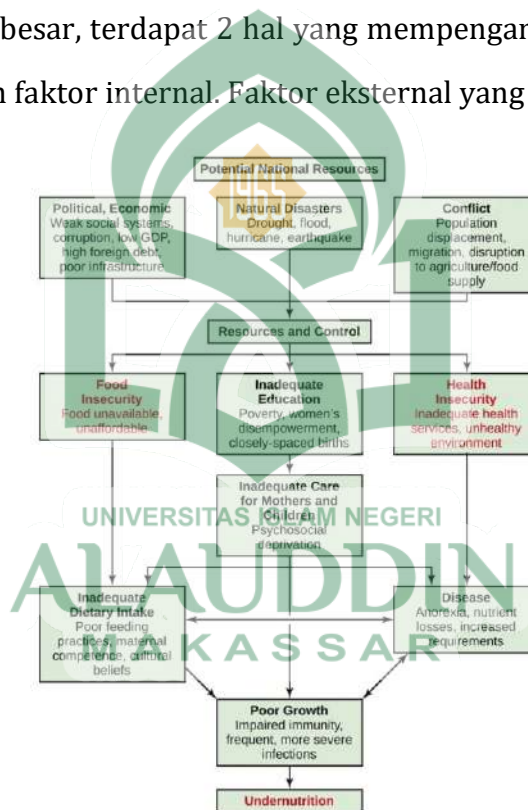 besar, terdapat 2 hal yang mempengar
faktor internal. Faktor eksternal yang
Potential National Resources
Political, Economic
Weak social systems,
corruption, low GDP,
high foreign debt,
poor infrastructure
Natural Disasters
Drought, flood,
hurricane, earthquake
Conflict
Population
displacement,
migration, disruption
to agriculture/food
supply
1965
Resources and Control
Food
Insecurity
Food unavailable,
unaffordable
Inadequate
Education
Poverty, women's
disempowerment,
closely-spaced births
Health
Insecurity
Inadequate health
services, unhealthy
environment
Inadequate Care
for Mothers and
Children
Psychosocial
deprivation
UNIVERSITAS ISLAM NEGERI
ALAUDDIN
MAKASSAR
Inadequate
Dietary Intake
Poor feeding
practices, maternal
competence, cultural
beliefs
Disease
Anorexia, nutrient
losses, increased
requirements
Poor Growth
Impaired immunity,
frequent, more severe
infections
Undernutrition